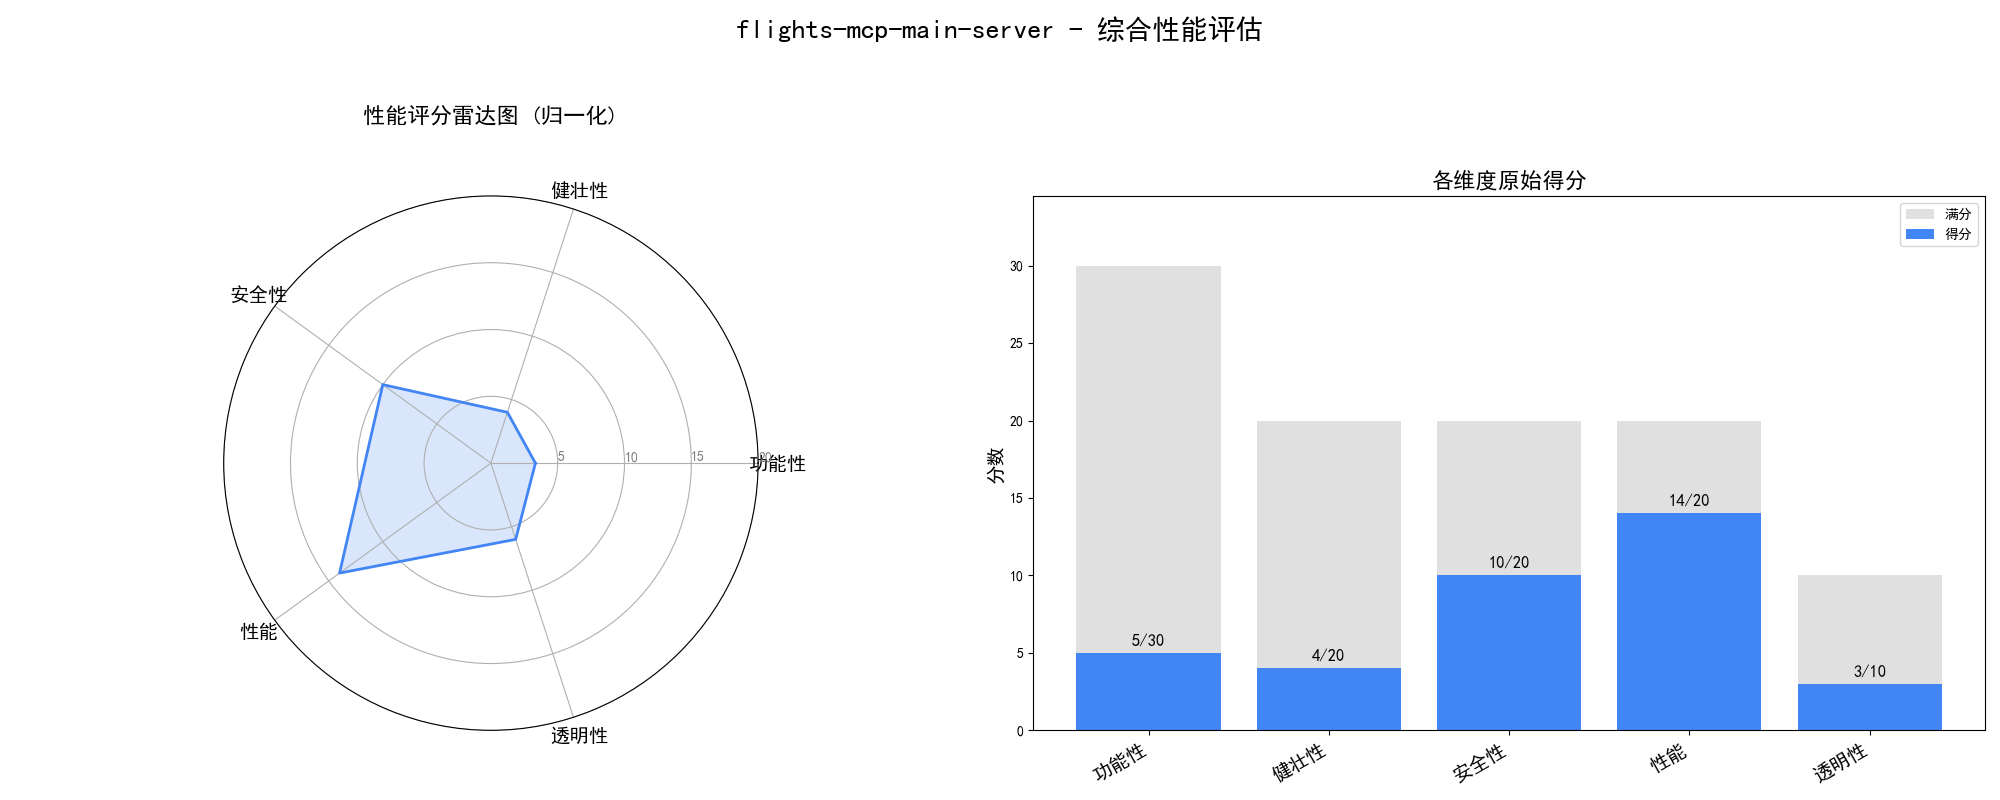 flights-mcp-main-server - 综合性能评估
性能评分雷达图 (归一化)
健壮性
安全性
功能性
性能
透明性
5
10
15
20
各维度原始得分
满分
得分
分数
30
25
20
15
10
5
0
5/30
4/20
10/20
14/20
3/10
功能性
健壮性
安全性
性能
透明性